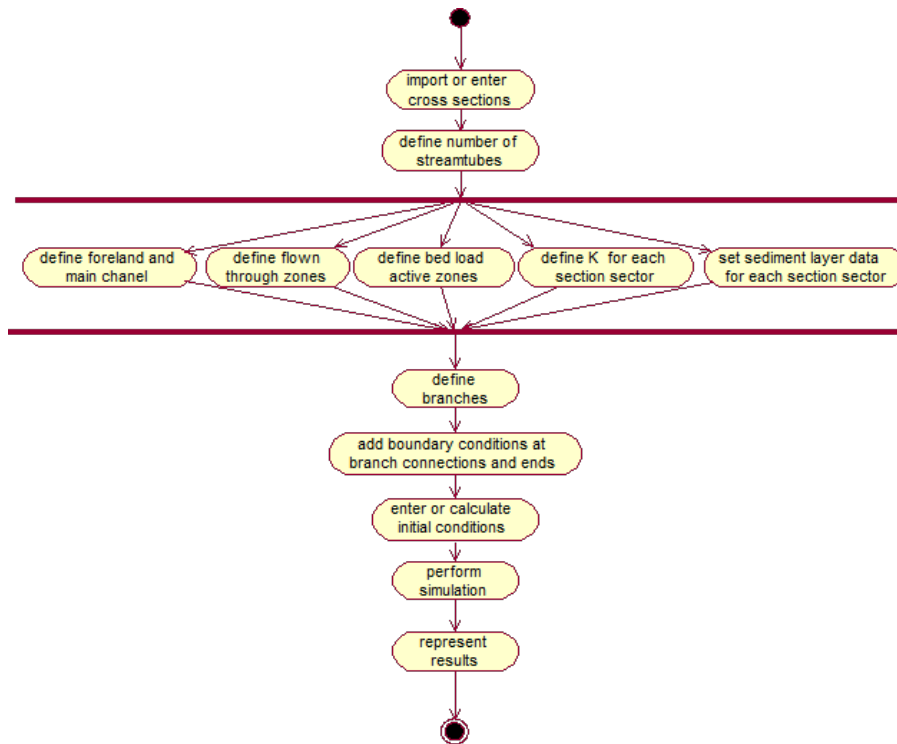 import or enter
cross sections
define number of
streamtubes
define foreland and
main chanel
define flown
through zones
define bed load
active zones
define K for each
section sector
set sediment layer data
for each section sector
define
branches
add boundary conditions at
branch connections and ends
enter or calculate
initial conditions
perform
simulation
represent
results